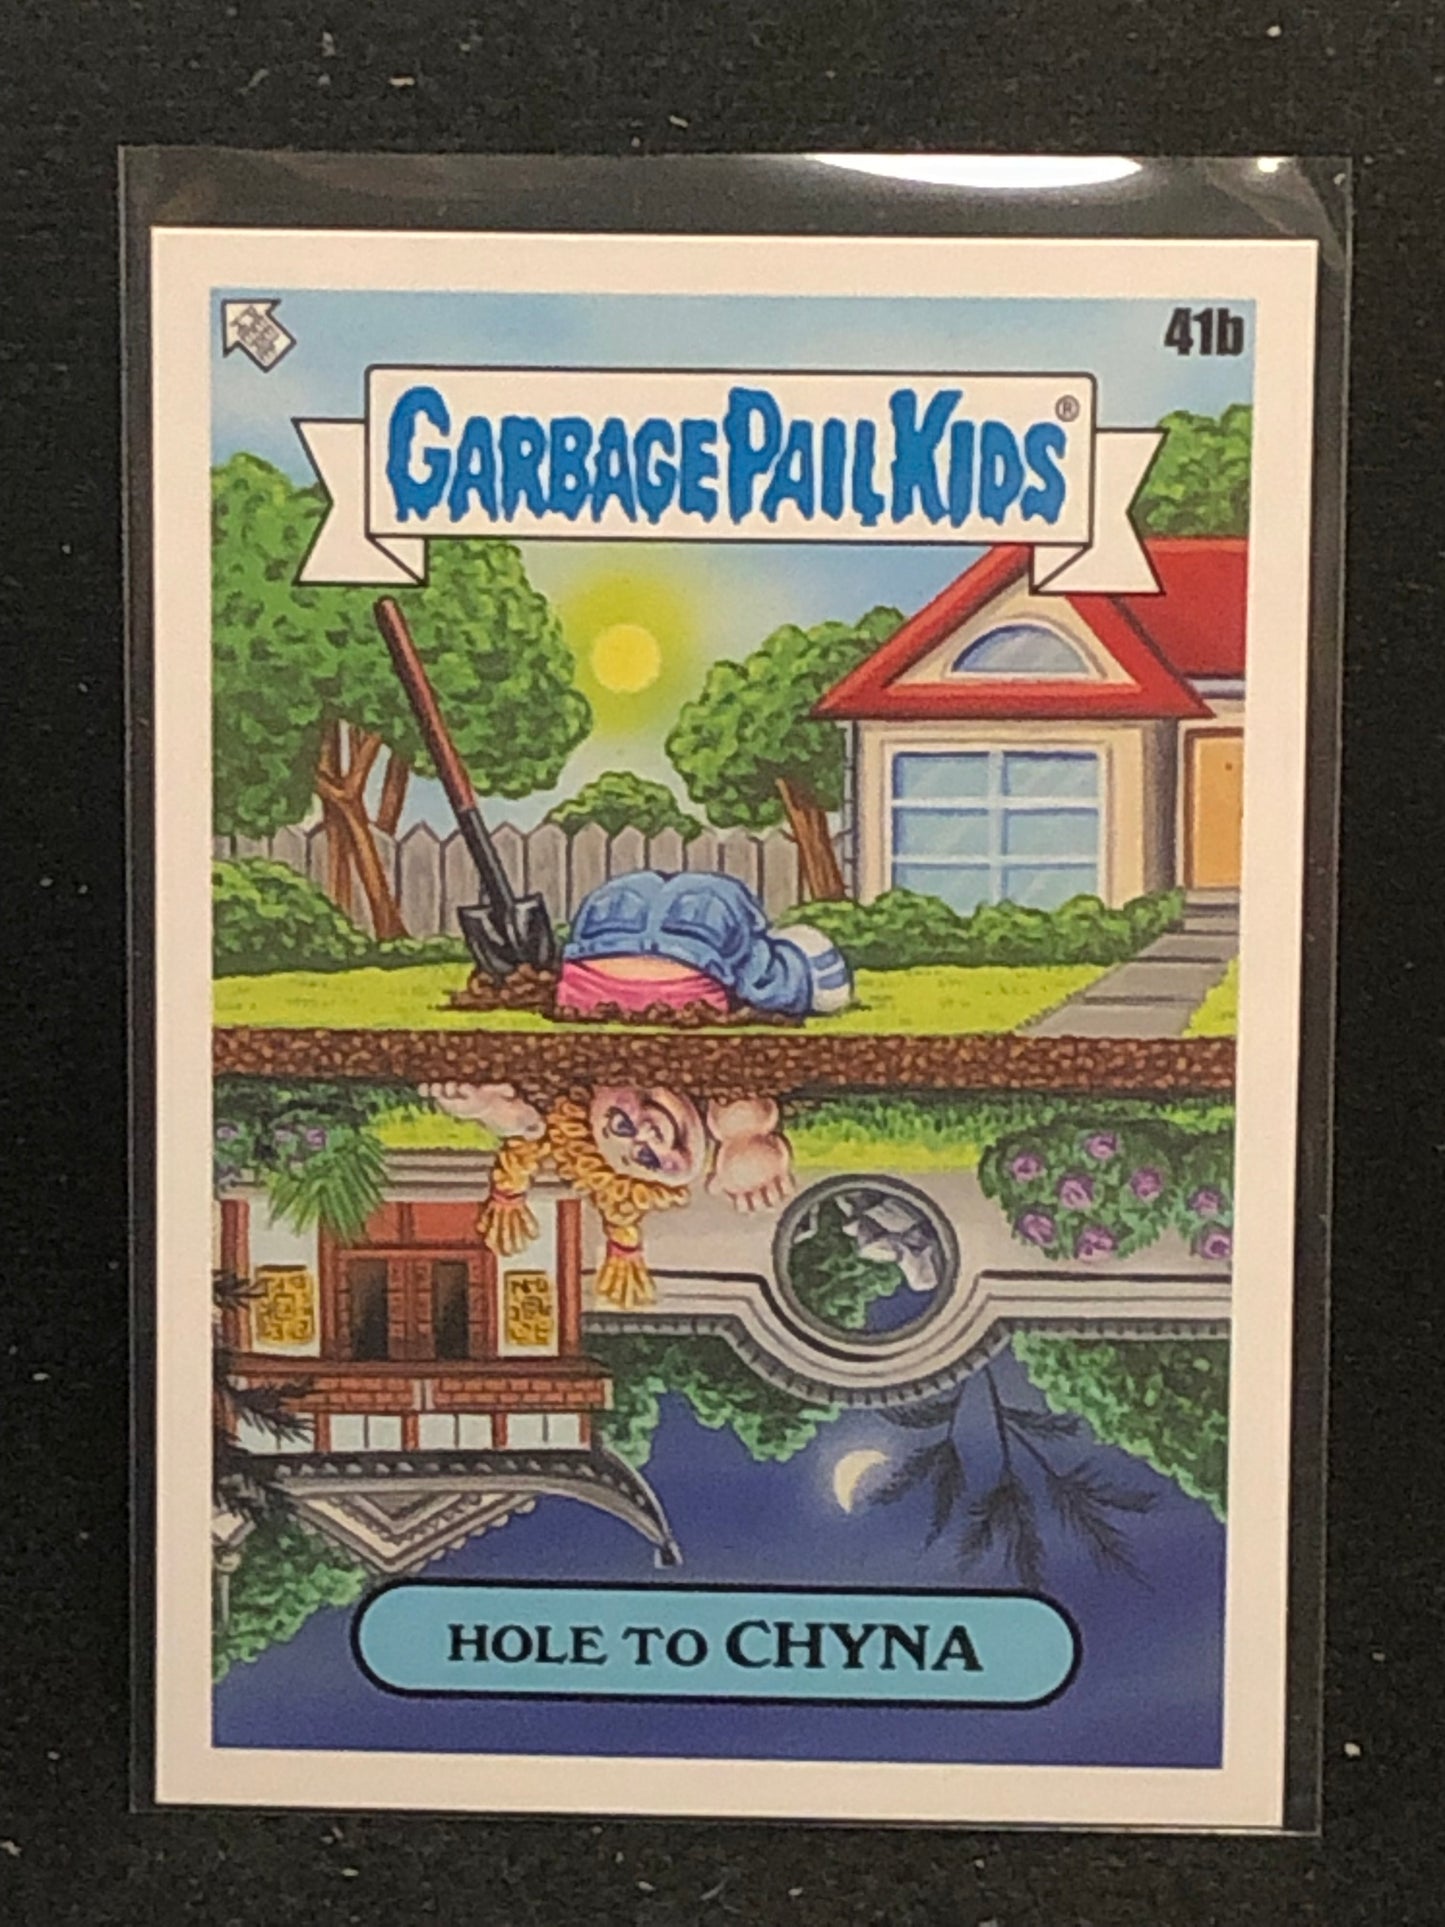 41b
GARBAGE PAIL KIDS®
HOLE TO CHYNA